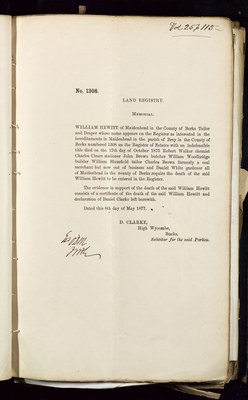 Vol 257/110
No. 1300.
LAND REGISTRY.
MEMORIAL.
WILLIAM HEWITT of Maidenhead in the County of Berks Tailor
and Draper whose name appears on the Register as interested in the
hereditaments in Maidenhead in the parish of Bray in the County of
Berks numbered 1300 on the Register of Estates with an indefeasible
title died on the 17th day of October 1873 Robert Walker chemist
Charles Cleare stationer John Brown butcher William Woodbridge
builder William Mumfield tailor Charles Brown formerly a coal
merchant but now out of business and Daniel White gardener all
of Maidenhead in the county of Berks require the death of the said
William Hewitt to be entered in the Register.
The evidence in support of the death of the said William Hewitt
consists of a certificate of the death of the said William Hewitt and
declaration of Daniel Clarke left herewith.
Dated this 8th day of May 1877.
D. CLARKE,
High Wycombe,
Bucks,
Solicitor for the said Parties.